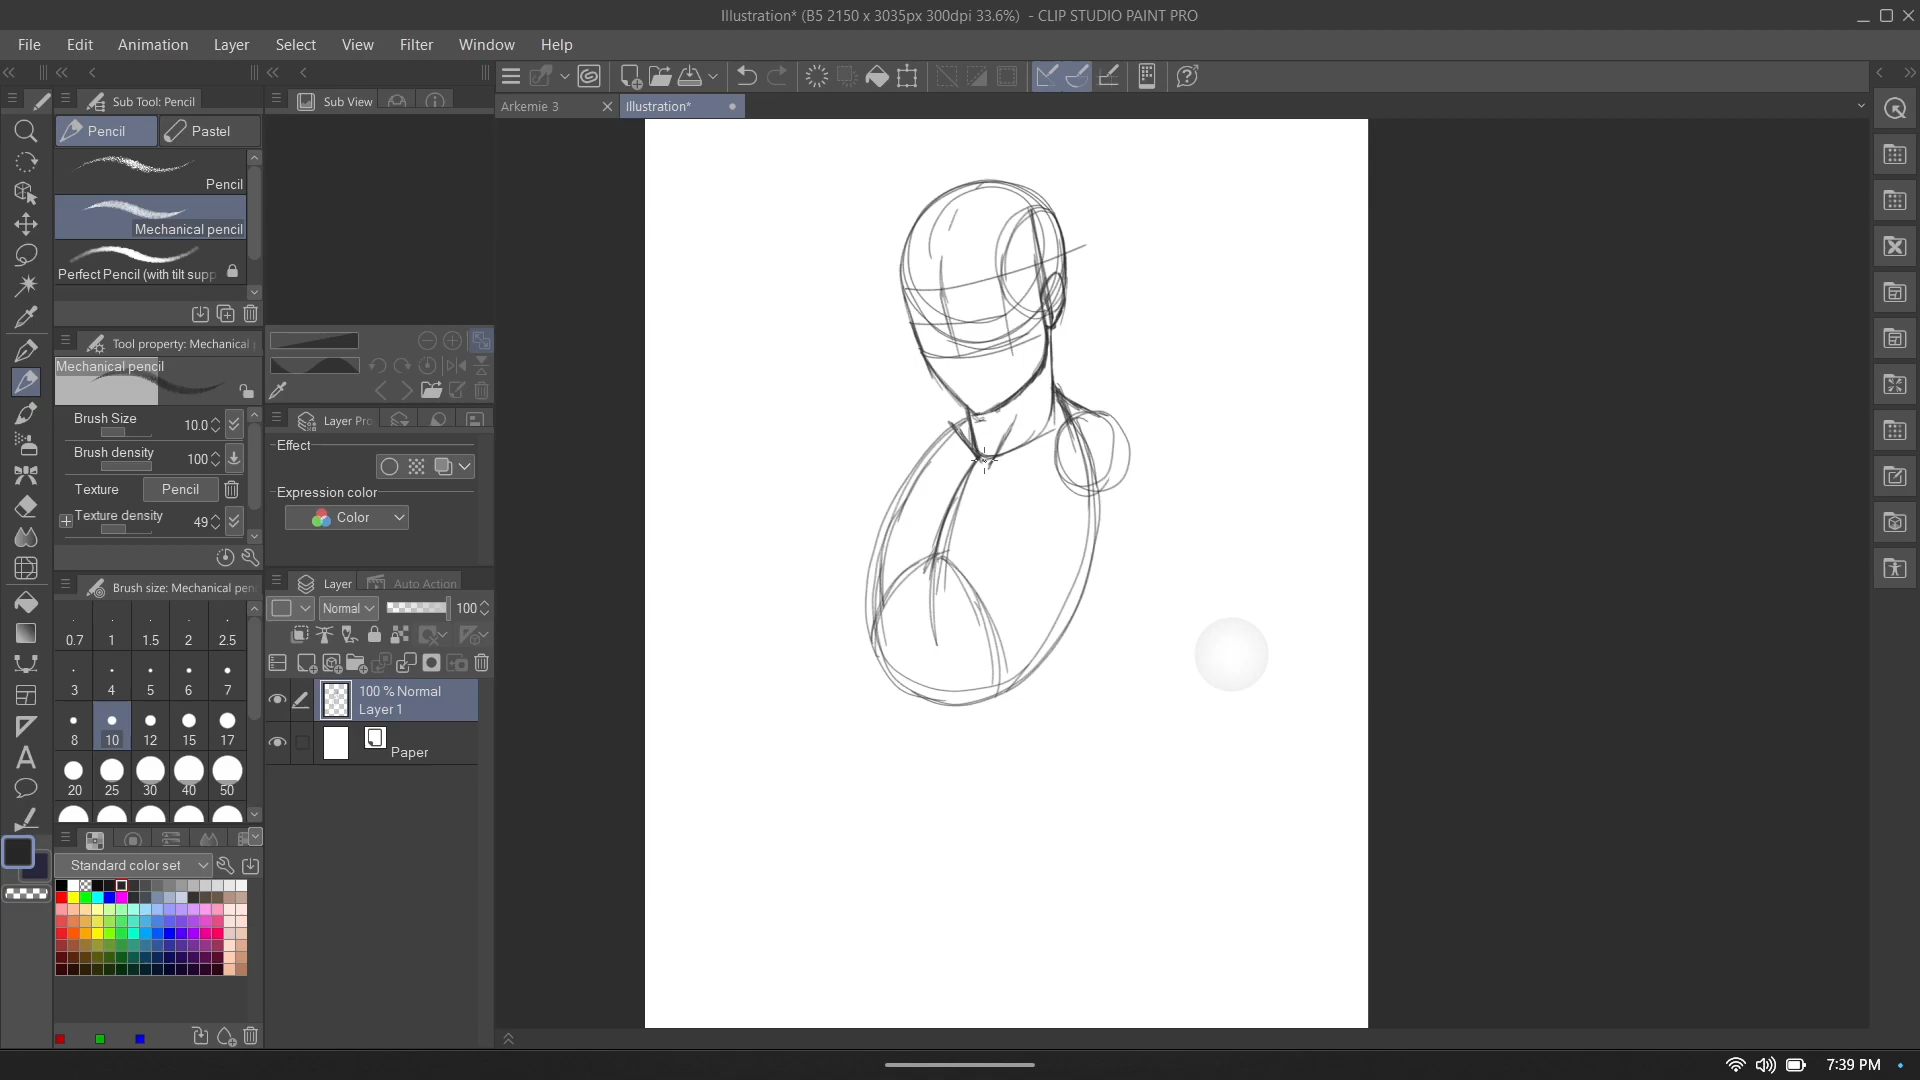 Illustration* (B5 2150 x 3035px 300dpi 33.6%) - CLIP STUDIO PAINT PRO
File Edit Animation Layer Select View Filter Window Help
Sub Tool: Pencil
Sub View
Arkemie 3
Illustration*
Pencil
Pastel
Pencil
Mechanical pencil
Perfect Pencil (with tilt supp
Tool property: Mechanical
Mechanical pencil
Brush Size 10.0
Brush density 100
Texture Pencil
Texture density 49
Layer Pro
Effect
Expression color
Color
Brush size: Mechanical pen
0.7 1 1.5 2 2.5
3 4 5 6 7
8 10 12 15 17
20 25 30 40 50
Layer
Auto Action
Normal 100
100 % Normal
Layer 1
Paper
Standard color set
7:39 PM